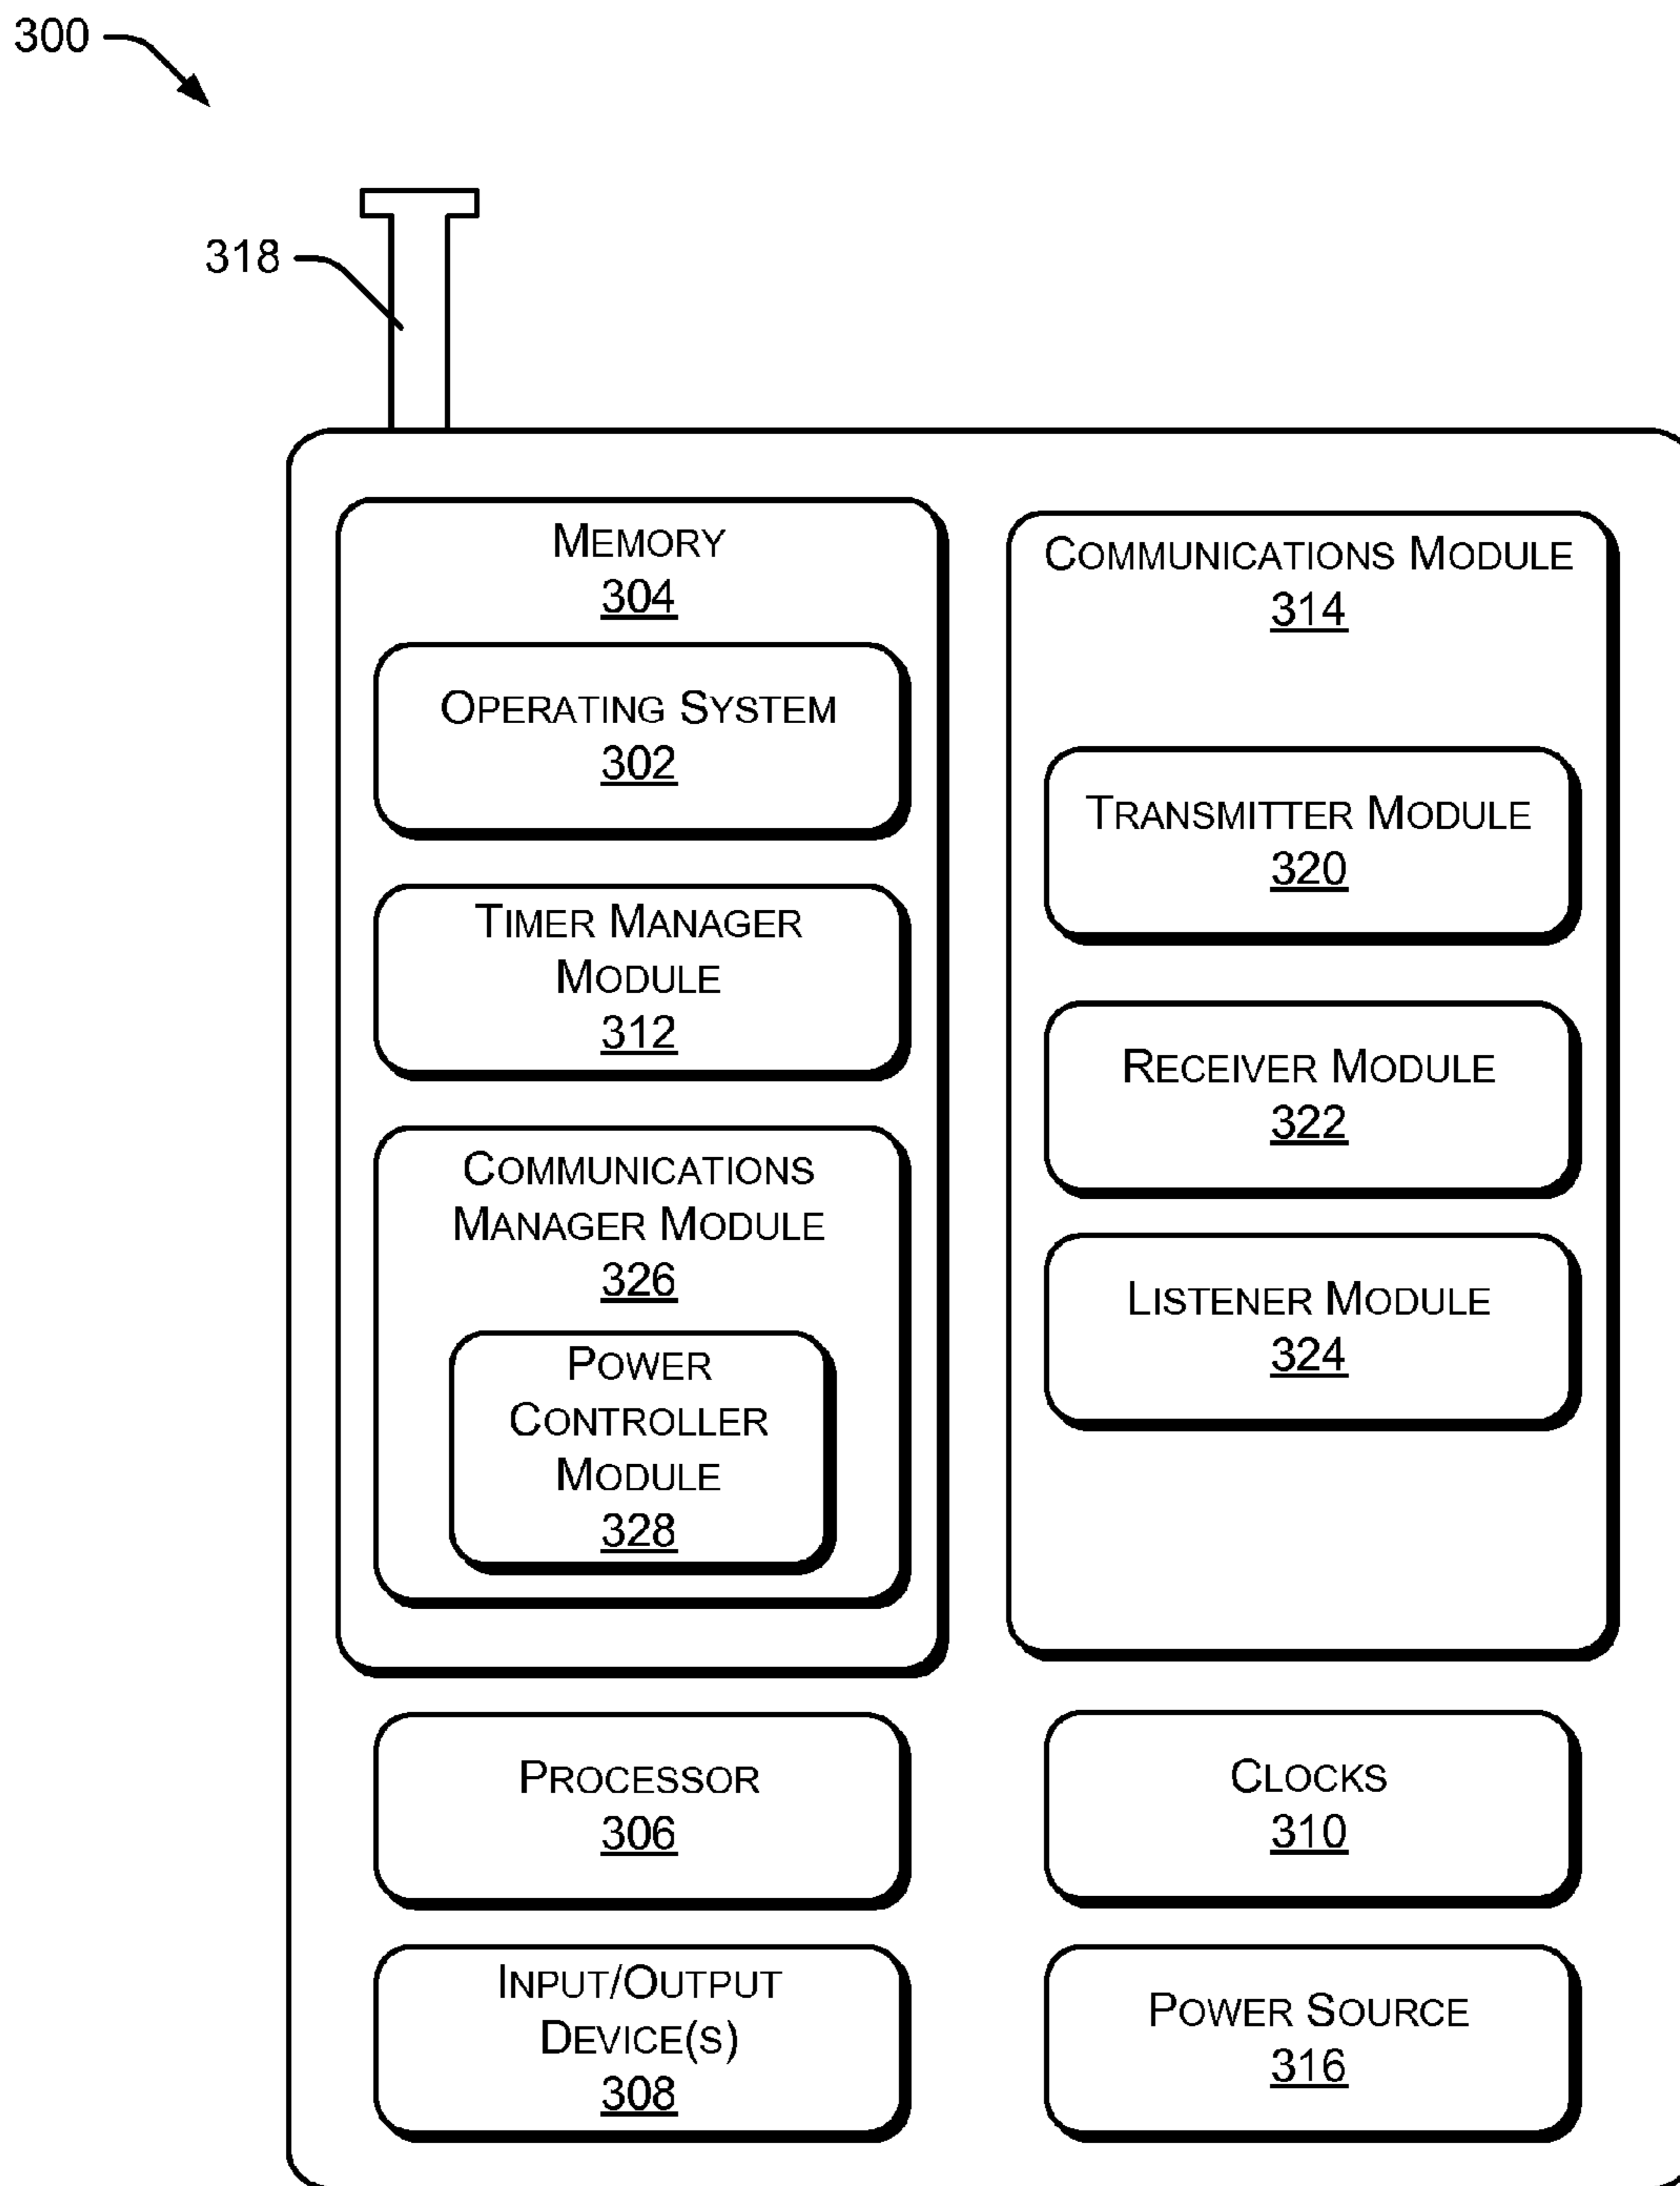 300
318
MEMORY
304
OPERATING SYSTEM
302
TIMER MANAGER
MODULE
312
COMMUNICATIONS
MANAGER MODULE
326
POWER
CONTROLLER
MODULE
328
COMMUNICATIONS MODULE
314
TRANSMITTER MODULE
320
RECEIVER MODULE
322
LISTENER MODULE
324
PROCESSOR
306
CLOCKS
310
INPUT/OUTPUT
DEVICE(S)
308
POWER SOURCE
316